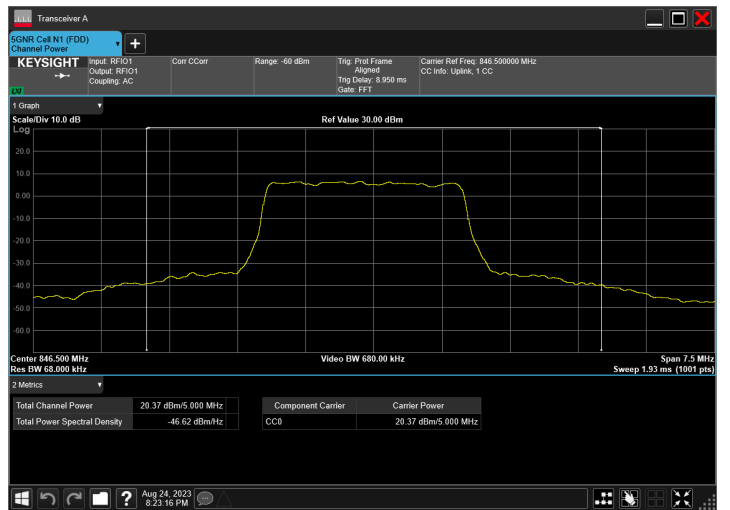 Transceiver A
5GNR Cell N1 (FDD)
Channel Power
KEYSIGHT
LXI
Input: RFIO1
Output: RFIO1
Coupling: AC
Corr CCorr
Range: -60 dBm
Trig: Prot Frame
Aligned
Trig Delay: 8.950 ms
Gate: FFT
Carrier Ref Freq: 846.500000 MHz
CC Info: Uplink, 1 CC
1 Graph
Scale/Div 10.0 dB
Ref Value 30.00 dBm
Log
20.0
10.0
0.00
-10.0
-20.0
-30.0
-40.0
-50.0
-60.0
Center 846.500 MHz
Video BW 680.00 kHz
Span 7.5 MHz
Res BW 68.000 kHz
Sweep 1.93 ms (1001 pts)
2 Metrics
Total Channel Power 20.37 dBm/5.000 MHz
Total Power Spectral Density -46.62 dBm/Hz
Component Carrier Carrier Power
CC0 20.37 dBm/5.000 MHz
Aug 24, 2023
8:23:16 PM